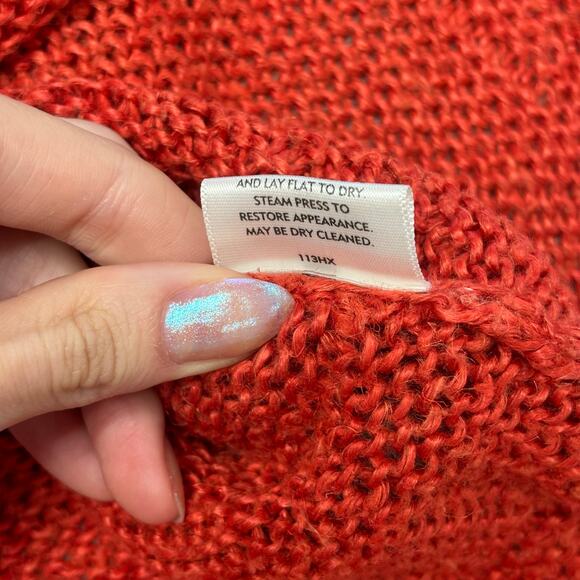 AND LAY FLAT TO DRY.
STEAM PRESS TO
RESTORE APPEARANCE.
MAY BE DRY CLEANED.
113HX